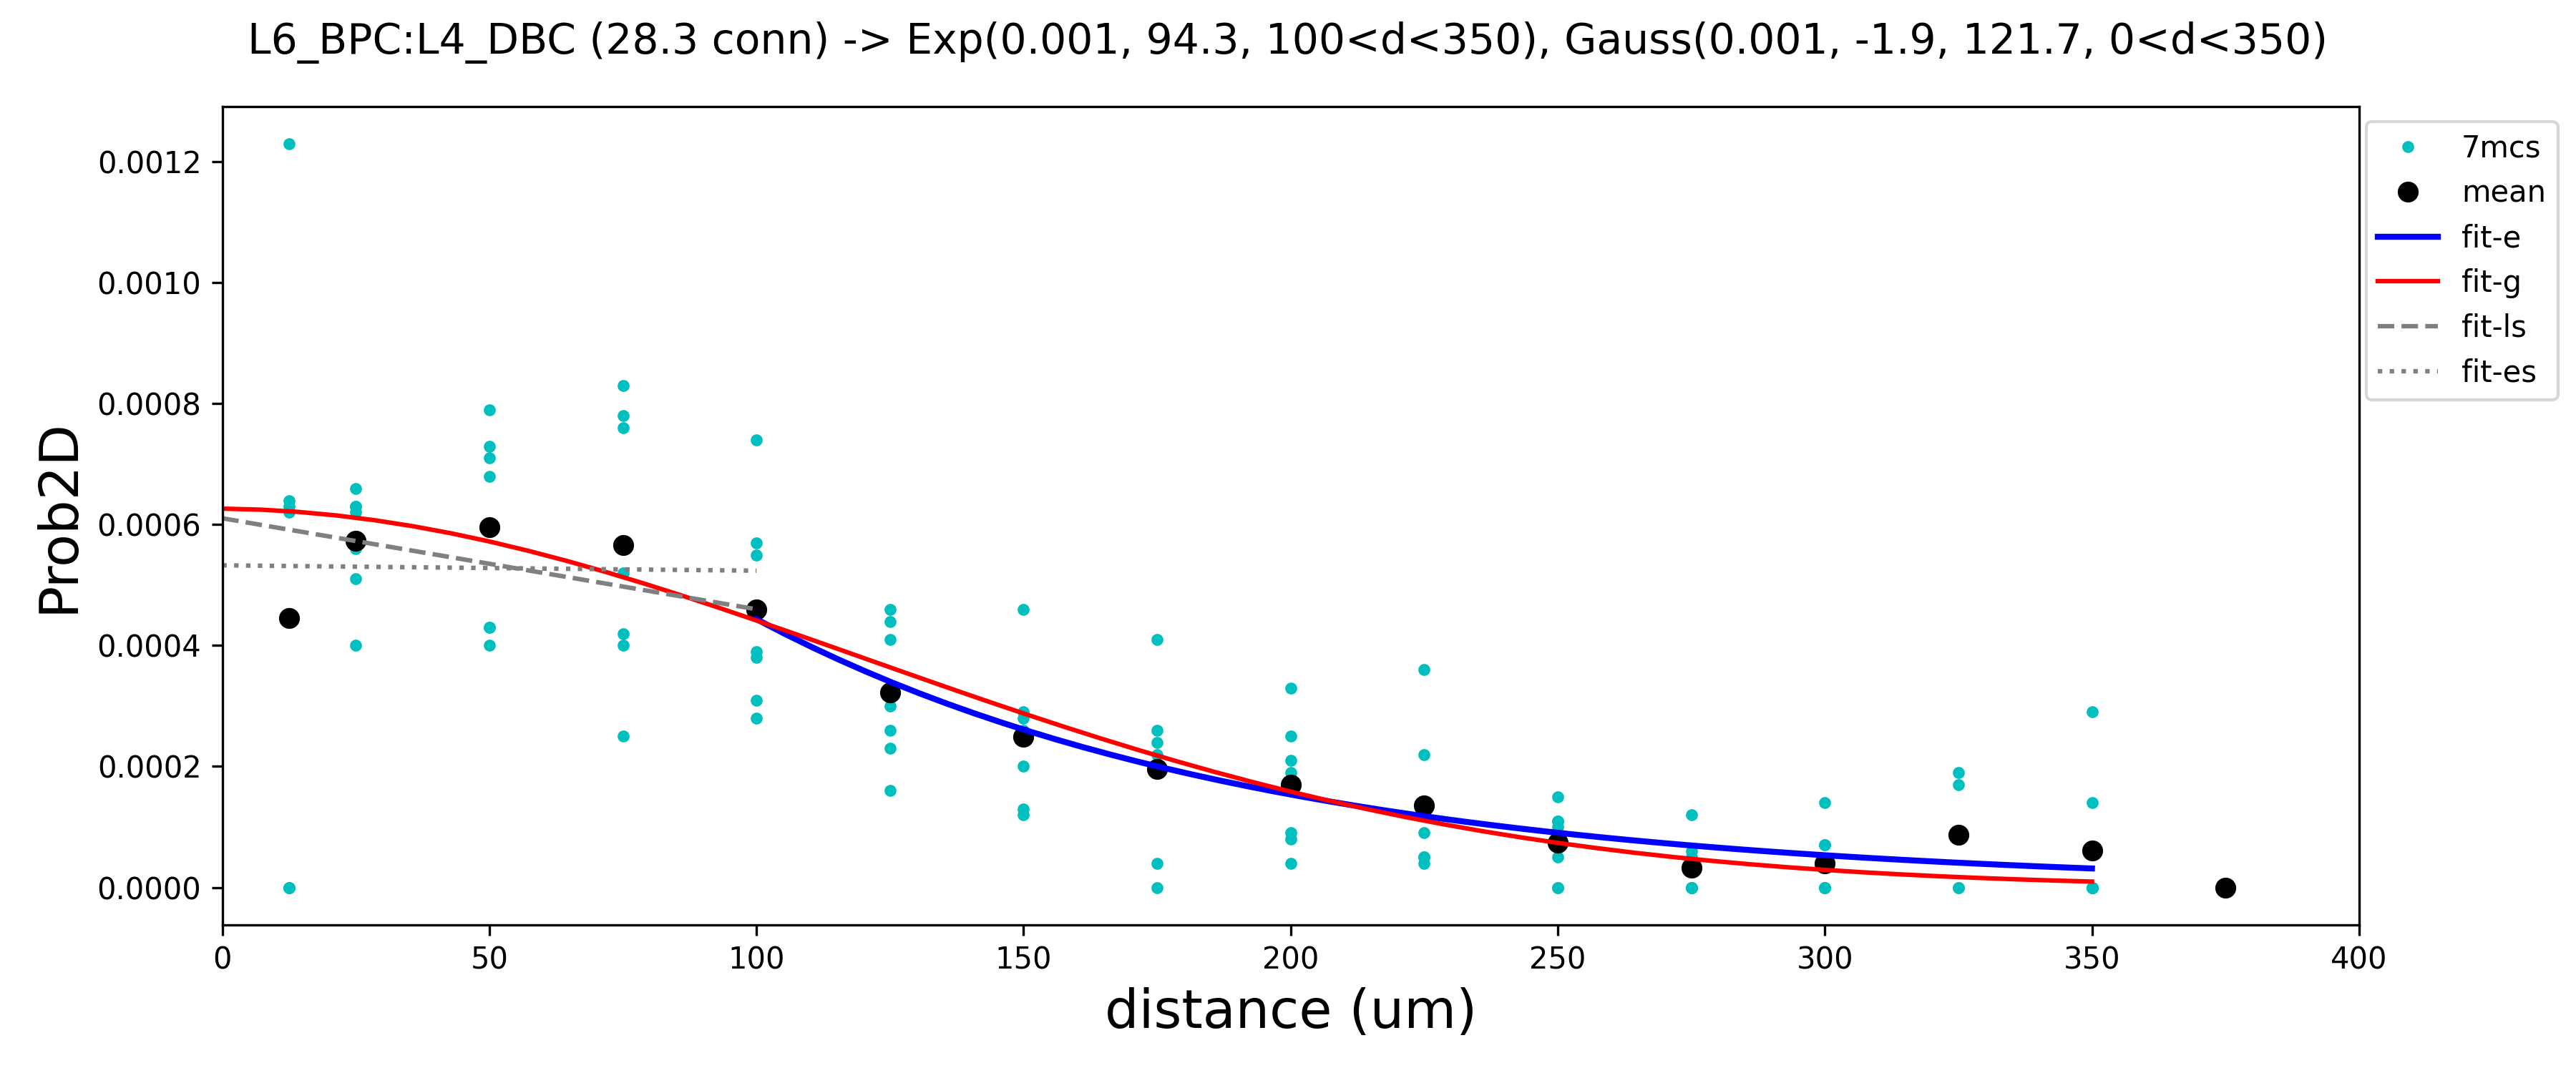 L6_BPC:L4_DBC (28.3 conn) -> Exp(0.001, 94.3, 100<d<350), Gauss(0.001, -1.9, 121.7, 0<d<350)
Prob2D
0.0012
0.0010
0.0008
0.0006
0.0004
0.0002
0.0000
0 50 100 150 200 250 300 350 400
distance (um)
7mcs
mean
fit-e
fit-g
fit-ls
fit-es